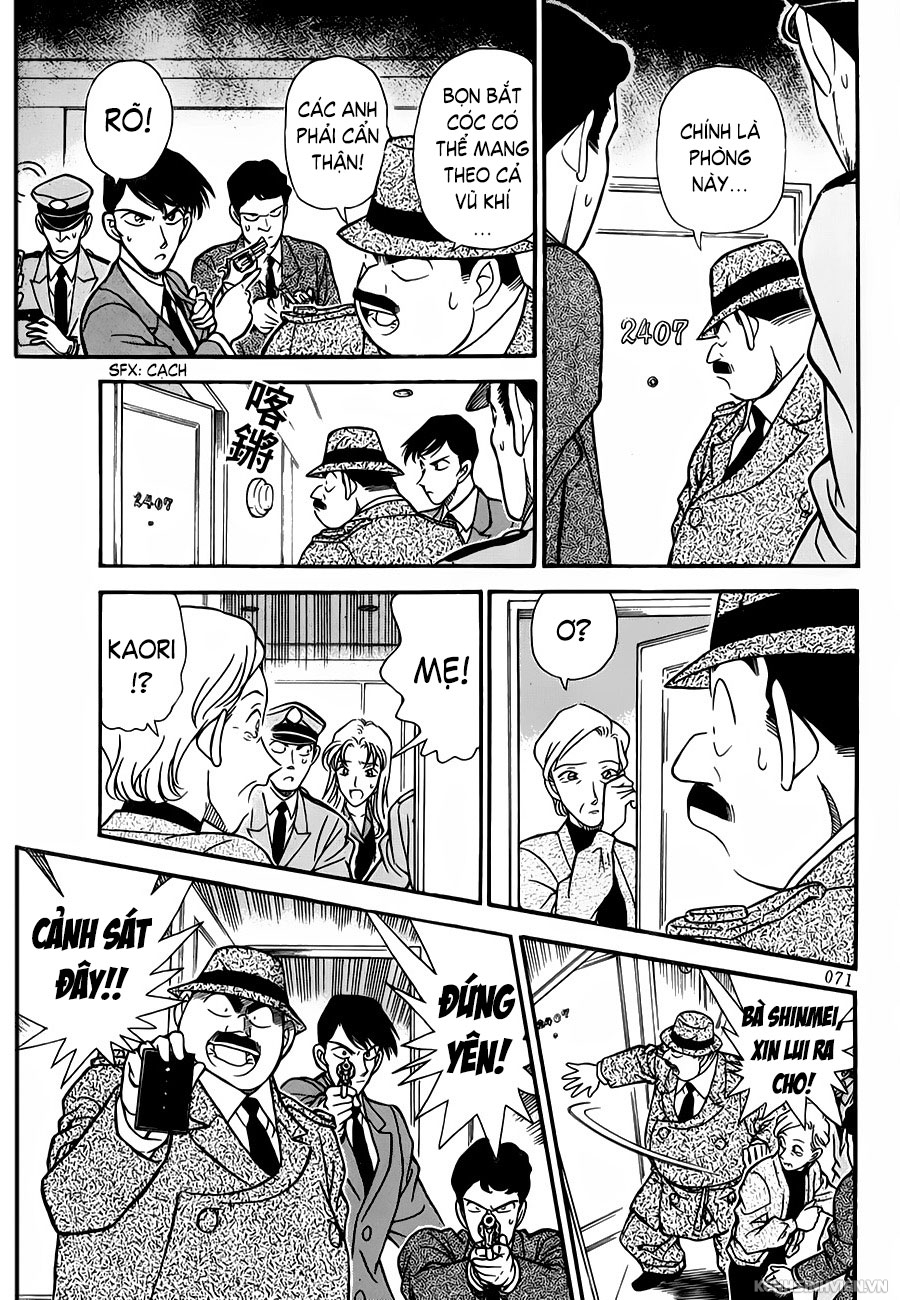 CHÍNH LÀ
PHÒNG
NÀY...
2407
BỌN BẮT
CÓC CÓ
THỂ MANG
THEO CẢ
VŨ KHÍ
...
CÁC ANH
PHẢI CẨN
THẬN!
RÕ!
SFX: CẠCH
喀
鏘
2407
Ơ?
MẸ!
KAORI
!?
071
BÀ SHINMEI,
XIN LUI RA
CHO!
2407
ĐỨNG
YÊN!
CẢNH SÁT
ĐÂY!!